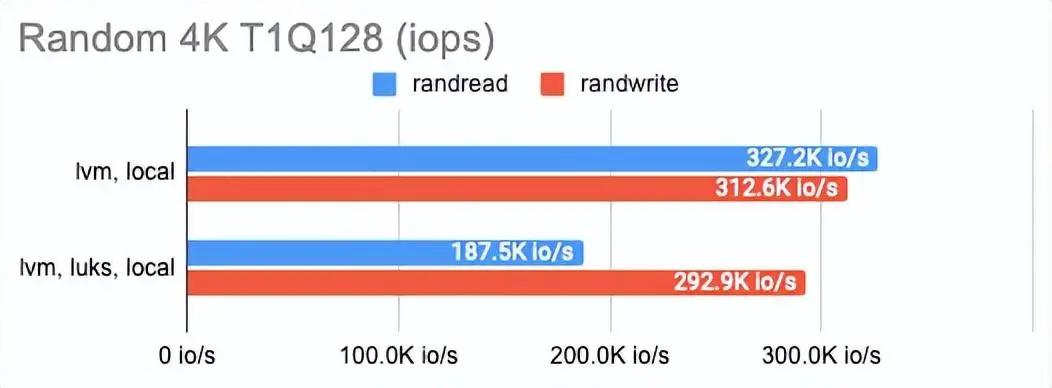 Random 4K T1Q128 (iops)
randread randwrite
lvm, local
327.2K io/s
312.6K io/s
lvm, luks, local
187.5K io/s
292.9K io/s
0 io/s 100.0K io/s 200.0K io/s 300.0K io/s